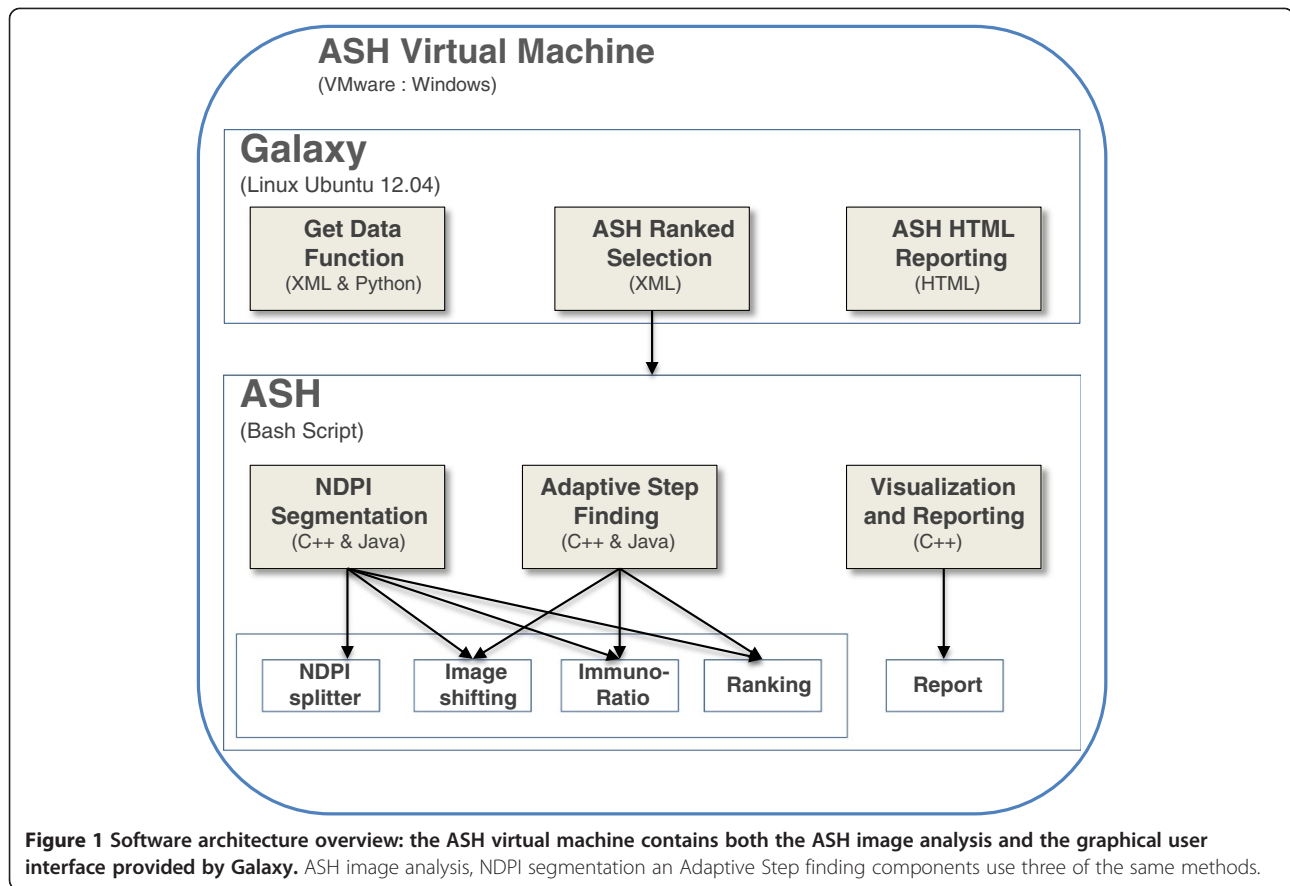 ASH Virtual Machine
(VMware : Windows)
Galaxy
(Linux Ubuntu 12.04)
Get Data
Function
(XML & Python)
ASH Ranked
Selection
(XML)
ASH HTML
Reporting
(HTML)
ASH
(Bash Script)
NDPI
Segmentation
(C++ & Java)
Adaptive Step
Finding
(C++ & Java)
Visualization
and Reporting
(C++)
NDPI
splitter
Image
shifting
Immuno-
Ratio
Ranking
Report
Figure 1 Software architecture overview: the ASH virtual machine contains both the ASH image analysis and the graphical user
interface provided by Galaxy. ASH image analysis, NDPI segmentation an Adaptive Step finding components use three of the same methods.